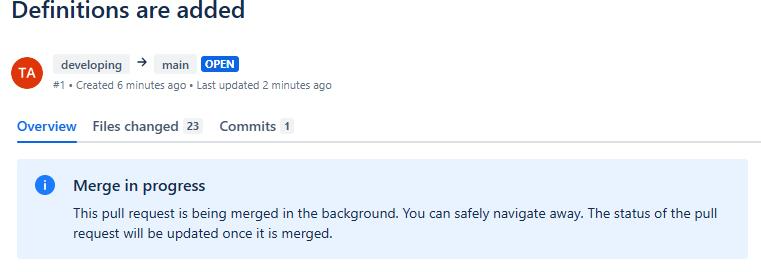 Definitions are added
TA
developing → main OPEN
#1 • Created 6 minutes ago • Last updated 2 minutes ago
Overview Files changed 23 Commits 1
Merge in progress
This pull request is being merged in the background. You can safely navigate away. The status of the pull
request will be updated once it is merged.